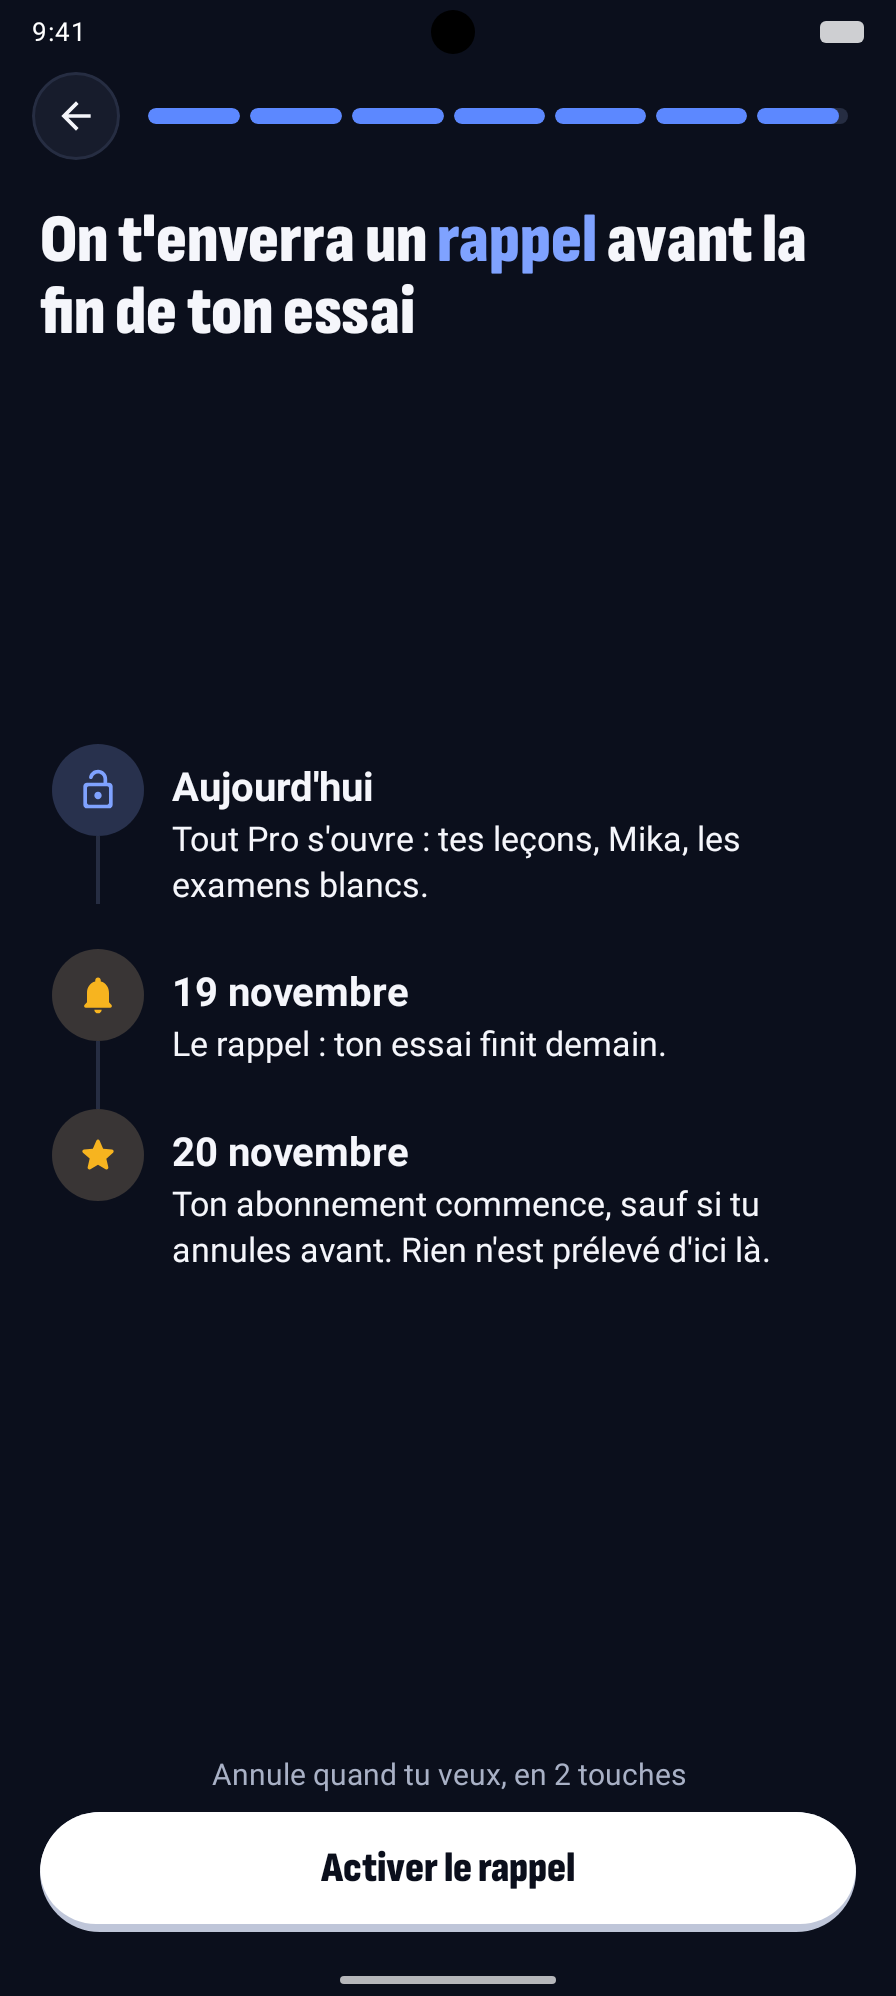 9:41
On t'enverra un rappel avant la
fin de ton essai
Aujourd'hui
Tout Pro s'ouvre : tes leçons, Mika, les
examens blancs.
19 novembre
Le rappel : ton essai finit demain.
20 novembre
Ton abonnement commence, sauf si tu
annules avant. Rien n'est prélevé d'ici là.
Annule quand tu veux, en 2 touches
Activer le rappel